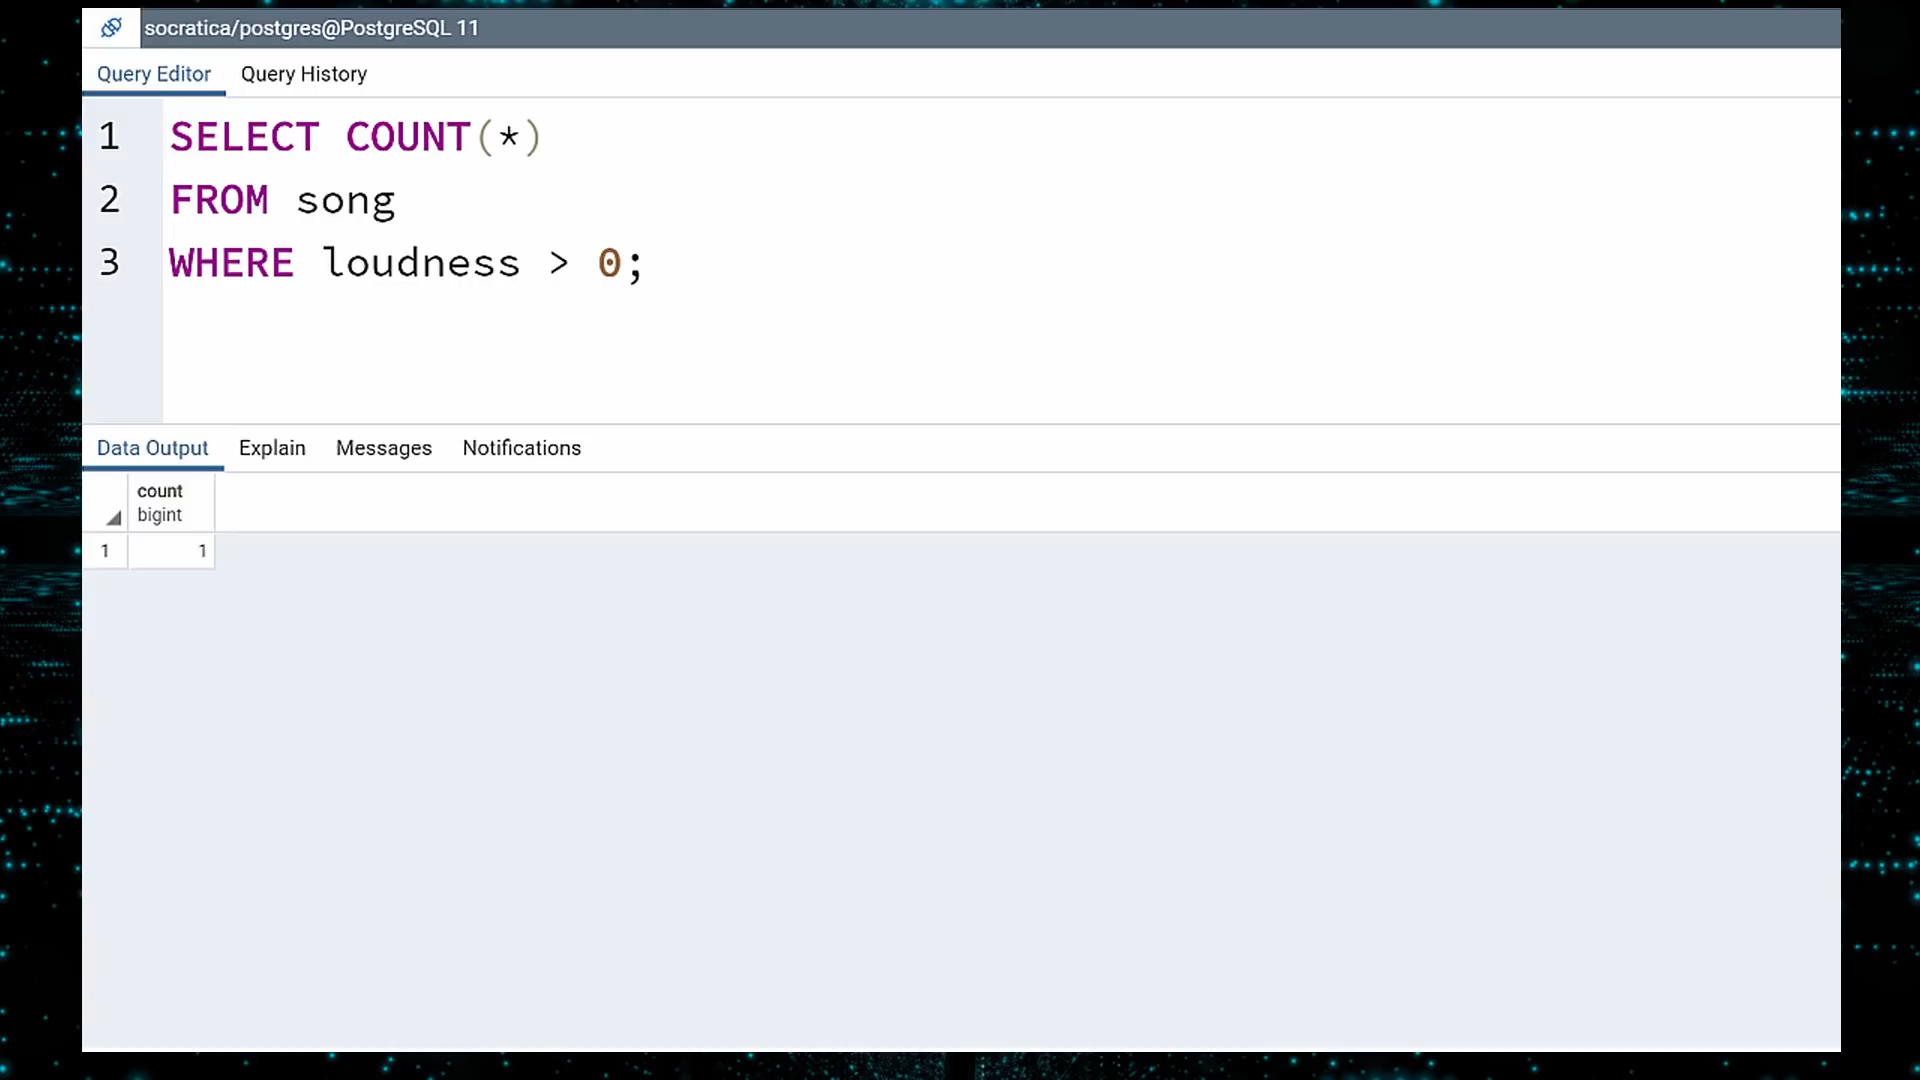 socratica/postgres@PostgreSQL 11
Query Editor Query History
1 SELECT COUNT(*)
2 FROM song
3 WHERE loudness > 0;
Data Output Explain Messages Notifications
count
bigint
1 1